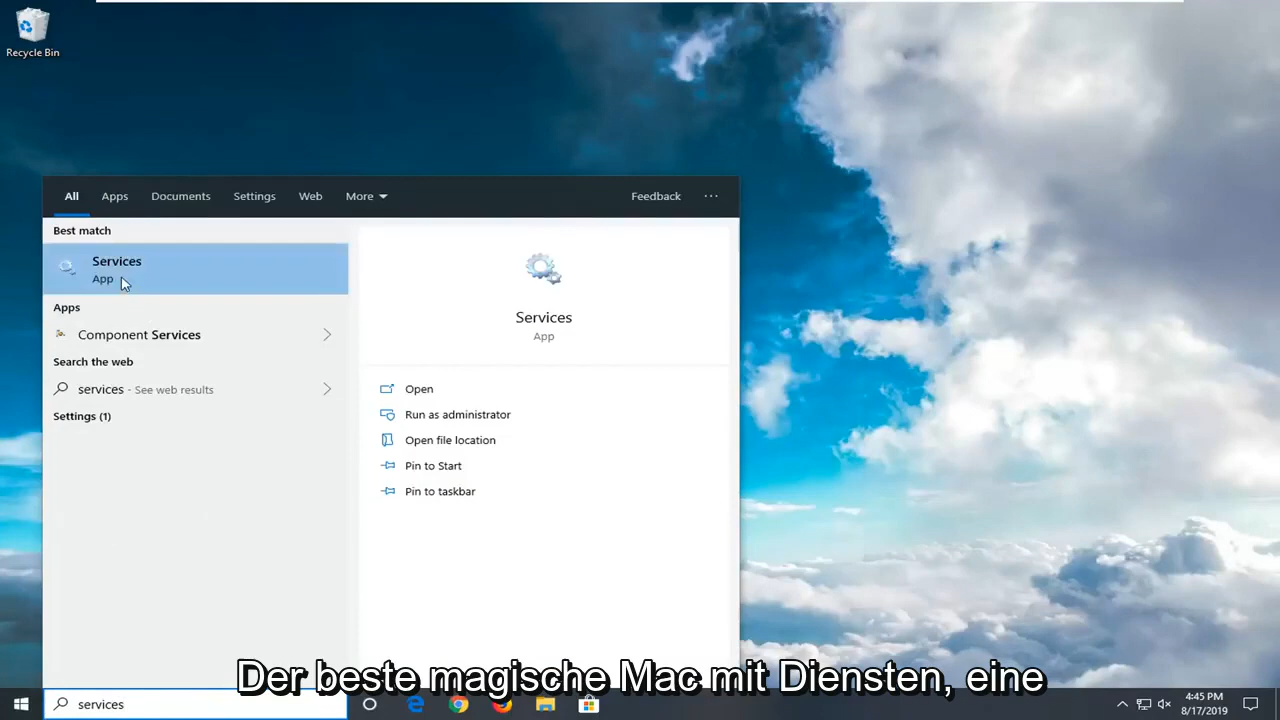 Recycle Bin
All Apps Documents Settings Web More Feedback ...
Best match
Services
App
Apps
Component Services
Search the web
services - See web results
Settings (1)
Services
App
Open
Run as administrator
Open file location
Pin to Start
Pin to taskbar
Der beste magische Mac mit Diensten, eine
services
4:45 PM
8/17/2019